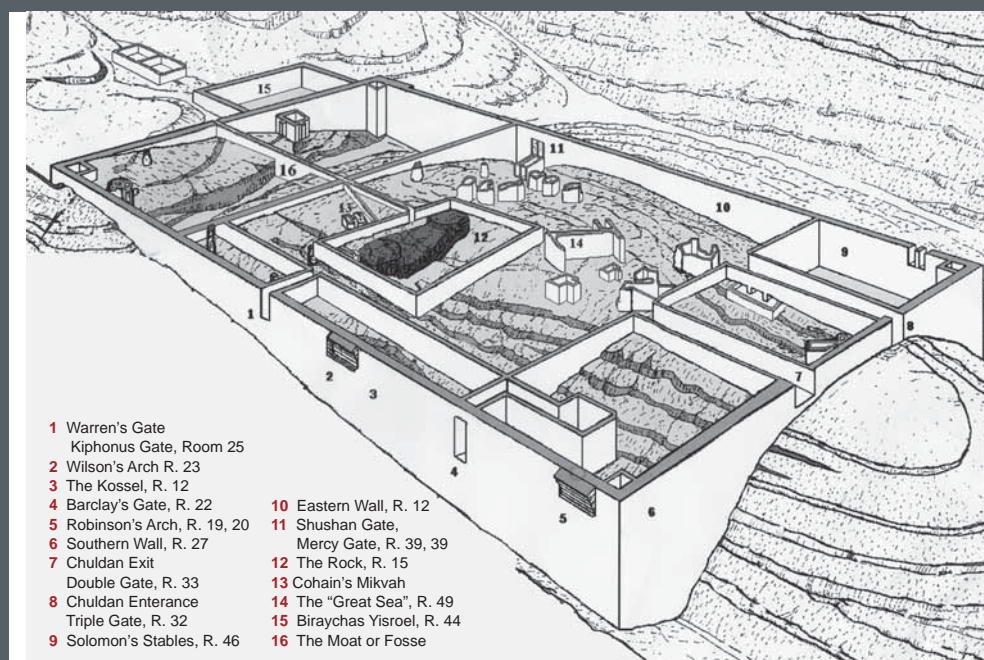 15
16
11
13
12
10
14
9
1
8
2
7
3
4
5
6
1 Warren's Gate
Kiphonus Gate, Room 25
2 Wilson's Arch R. 23
3 The Kossel, R. 12
4 Barclay's Gate, R. 22
5 Robinson's Arch, R. 19, 20
6 Southern Wall, R. 27
7 Chuldan Exit
Double Gate, R. 33
8 Chuldan Enterance
Triple Gate, R. 32
9 Solomon's Stables, R. 46
10 Eastern Wall, R. 12
11 Shushan Gate,
Mercy Gate, R. 39, 39
12 The Rock, R. 15
13 Cohain's Mikvah
14 The “Great Sea”, R. 49
15 Biraychas Yisroel, R. 44
16 The Moat or Fosse